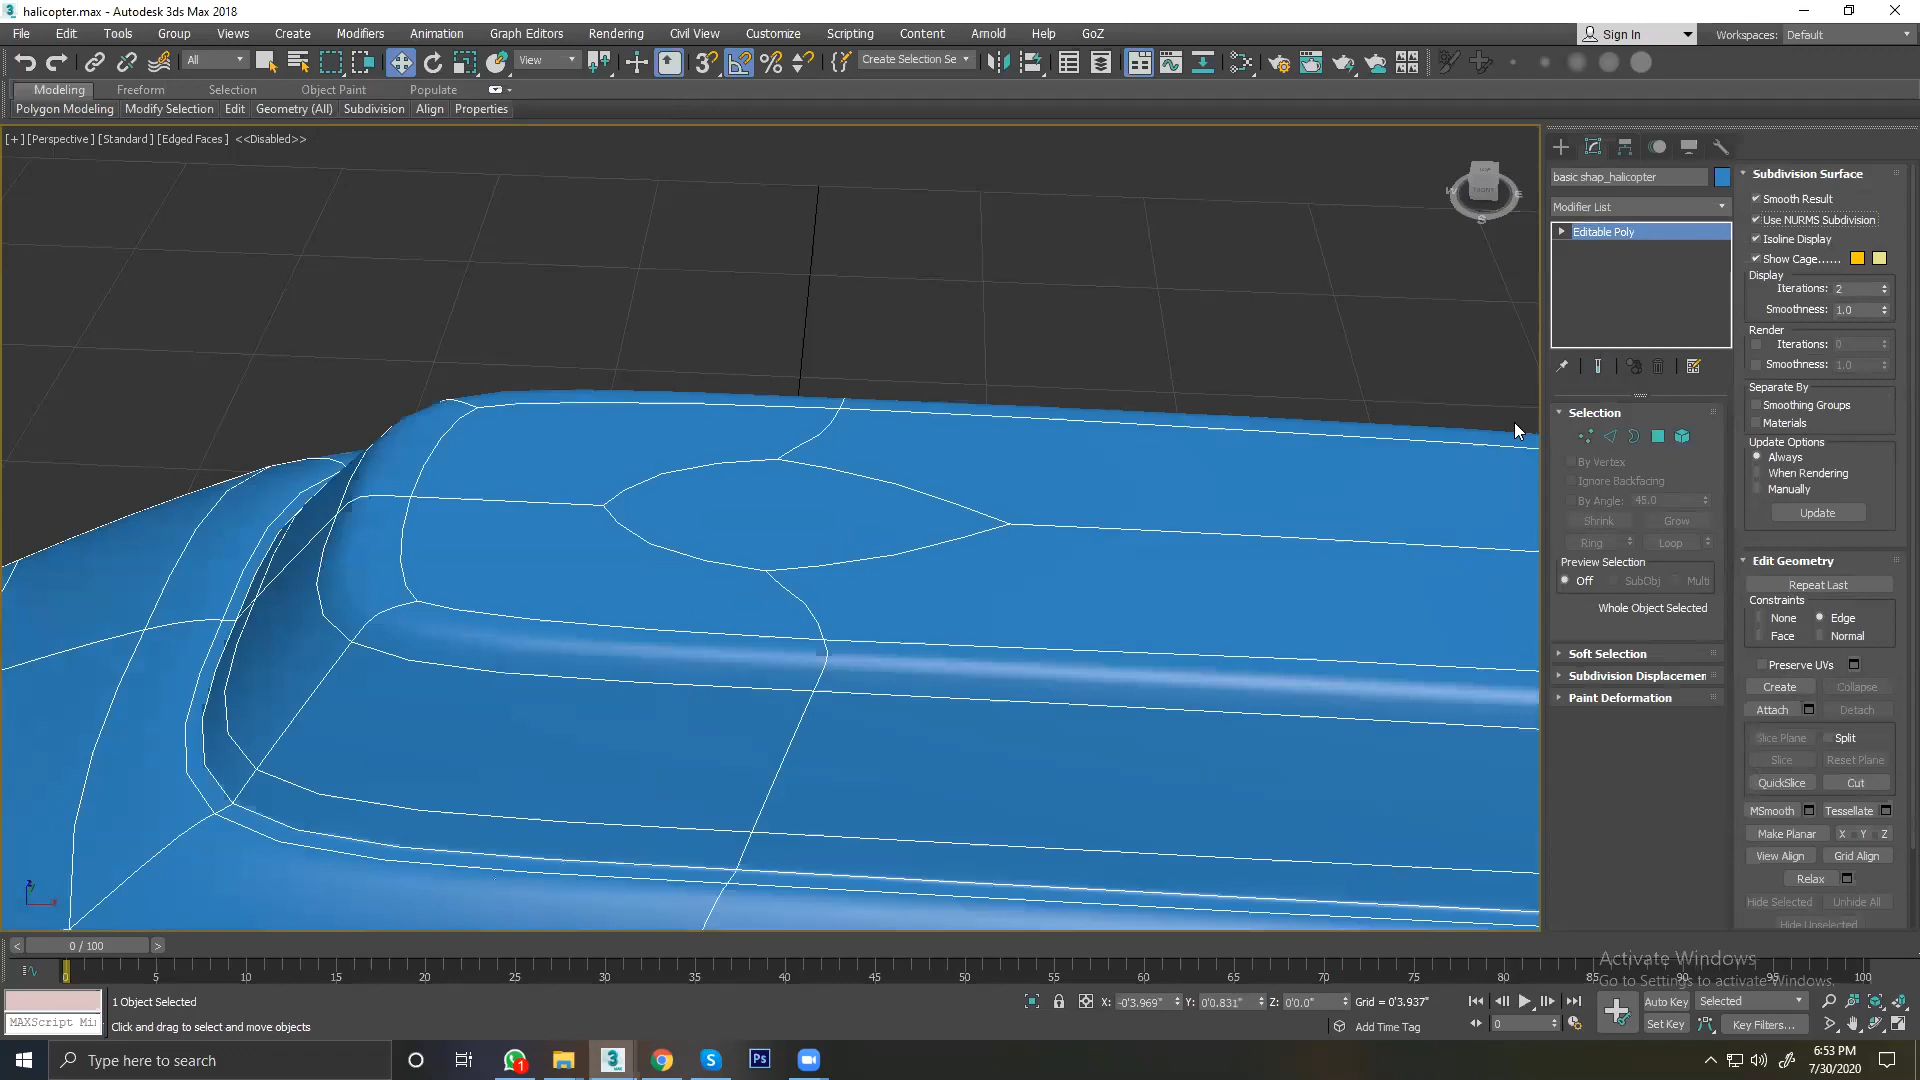 halicopter.max - Autodesk 3ds Max 2018
File Edit Tools Group Views Create Modifiers Animation Graph Editors Rendering Civil View Customize Scripting Content Arnold Help GoZ
Sign In Workspaces: Default
All View Create Selection Se
Modeling Freeform Selection Object Paint Populate
Polygon Modeling Modify Selection Edit Geometry (All) Subdivision Align Properties
[+] [Perspective] [Standard] [Edged Faces] <<Disabled>>
FRONT
W E
S
basic shap_helicopter
Modifier List
Editable Poly
Selection
By Vertex
Ignore Backfacing
By Angle: 45.0
Shrink Grow
Ring Loop
Preview Selection
Off SubObj Multi
Whole Object Selected
Soft Selection
Subdivision Displacemen
Paint Deformation
Subdivision Surface
Smooth Result
Use NURMS Subdivision
Isoline Display
Show Cage......
Display
Iterations: 2
Smoothness: 1.0
Render
Iterations: 0
Smoothness: 1.0
Separate By
Smoothing Groups
Materials
Update Options
Always
When Rendering
Manually
Update
Edit Geometry
Repeat Last
Constraints
None Edge
Face Normal
Preserve UVs
Create Collapse
Attach Detach
Slice Plane Split
Slice Reset Plane
QuickSlice Cut
MSmooth Tessellate
Make Planar X Y Z
View Align Grid Align
Relax
Hide Selected Unhide All
Hide Unselected
< 0 / 100 >
0 5 10 15 20 25 30 35 40 45 50 55 60 65 70 75 80 85 90 95 100
Activate Windows
Go to Settings to activate Windows.
1 Object Selected
X: -0'3.969" Y: 0'0.831" Z: 0'0.0" Grid = 0'3.937"
Auto Key Selected
MAXScript Mi
Click and drag to select and move objects
Add Time Tag
0
Set Key Key Filters...
Type here to search
1
3
Ps
6:53 PM
7/30/2020